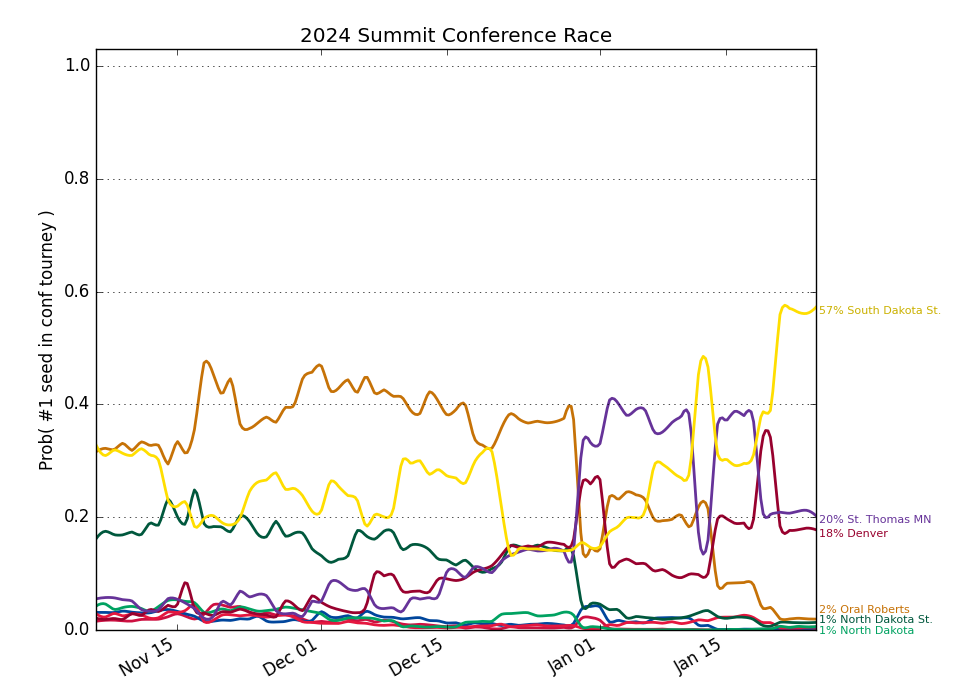 2024 Summit Conference Race
Prob( #1 seed in conf tourney )
1.0
0.8
0.6
0.4
0.2
0.0
57% South Dakota St.
20% St. Thomas MN
18% Denver
2% Oral Roberts
1% North Dakota St.
1% North Dakota
Nov 15
Dec 01
Dec 15
Jan 01
Jan 15